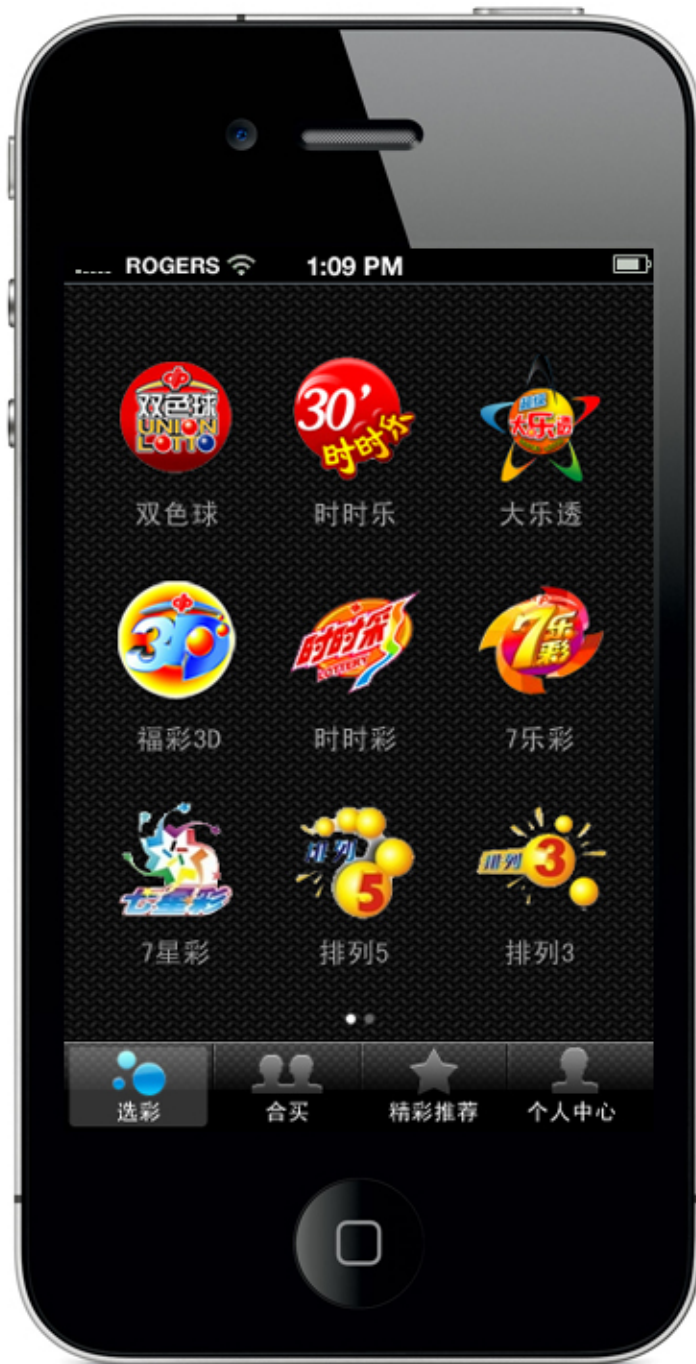 ROGERS 1:09 PM
双色球
UNION
LOTTO
30'
时时乐
超级
大乐透
双色球 时时乐 大乐透
3D
时时乐
LOTTERY
7乐
彩
福彩3D 时时彩 7乐彩
七星彩
排列
5
排列3
7星彩 排列5 排列3
选彩 合买 精彩推荐 个人中心